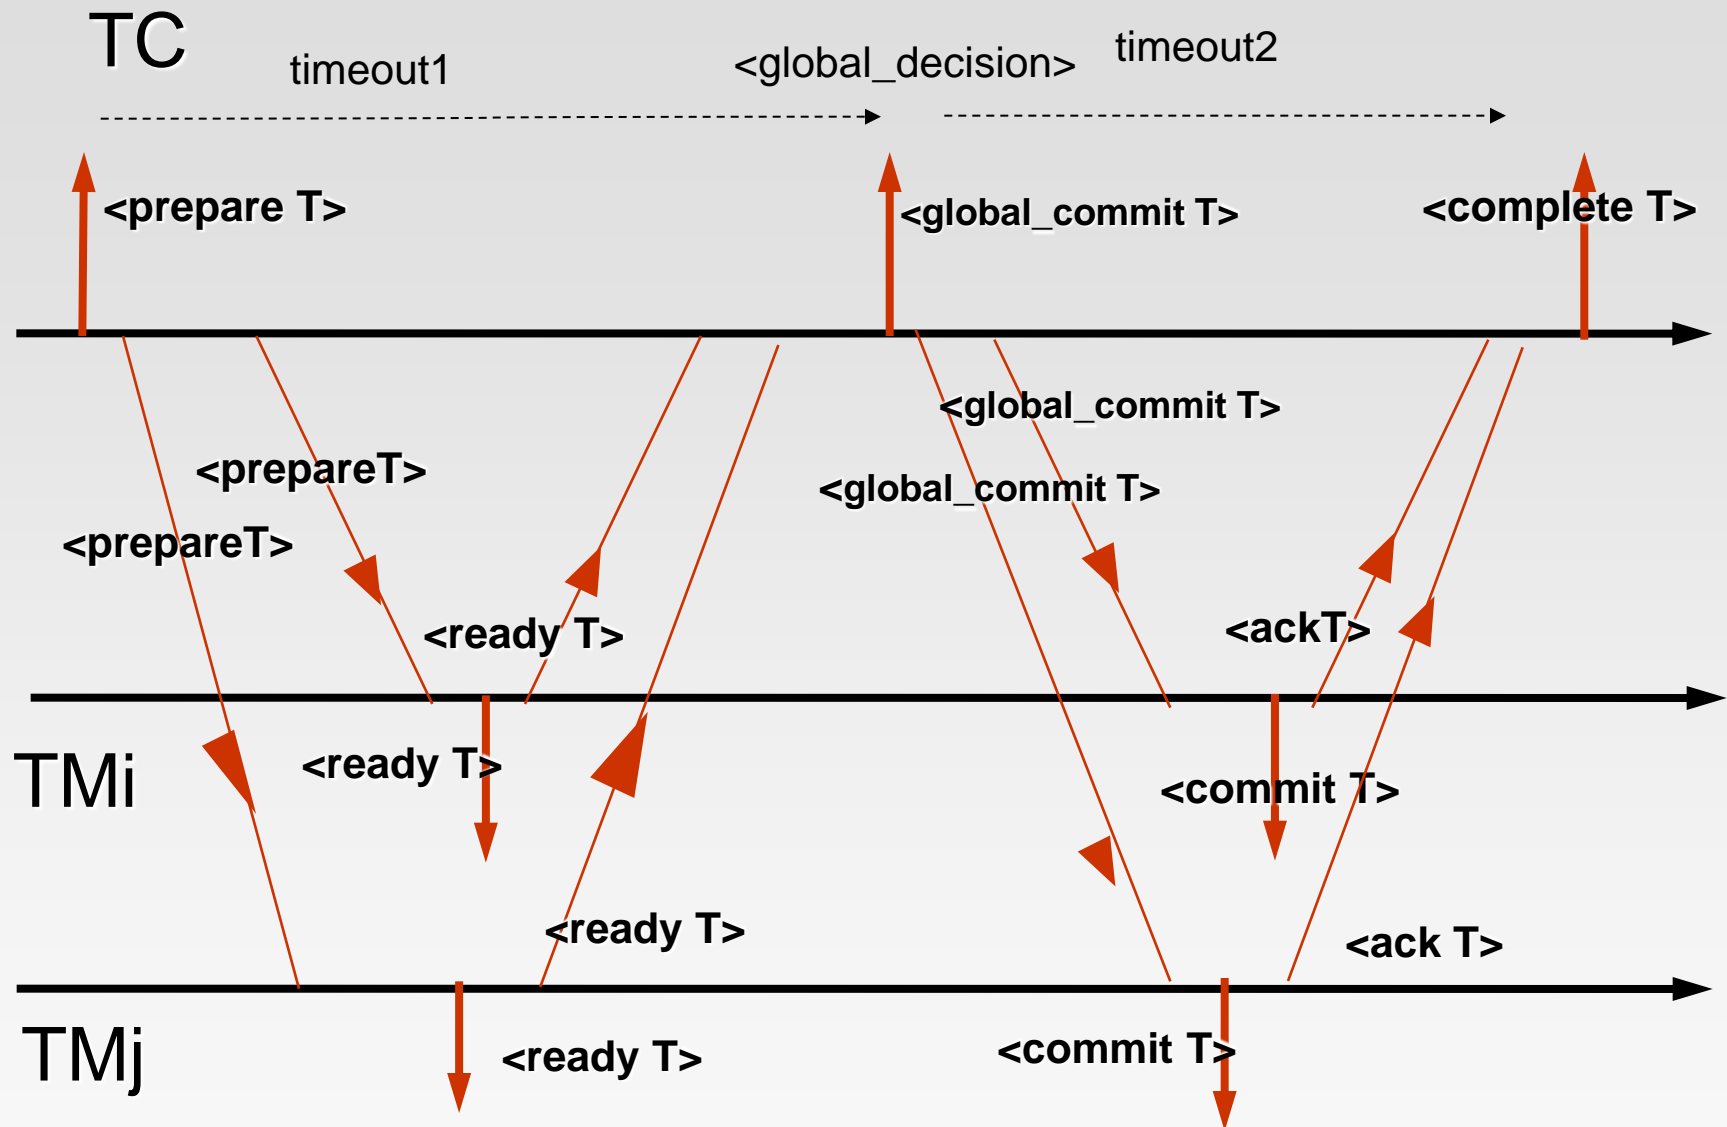 TC
timeout1
<global_decision>
timeout2
<prepare T>
<global_commit T>
<complete T>
<global_commit T>
<prepareT>
<global_commit T>
<prepareT>
<ready T>
<ackT>
TMi
<ready T>
<commit T>
<ready T>
<ack T>
TMj
<ready T>
<commit T>